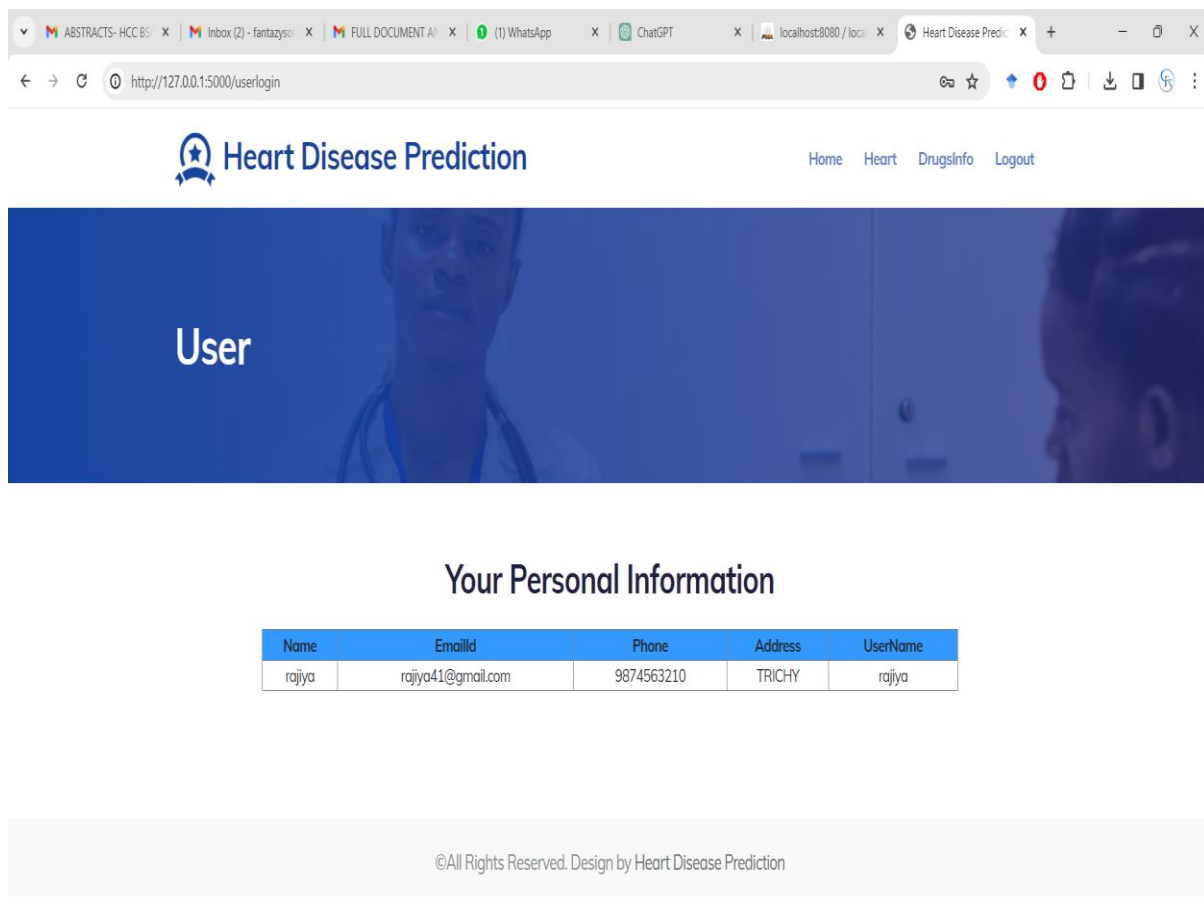 ABSTRACTS- HCC BS Inbox (2) - fantazyso FULL DOCUMENT AN (1) WhatsApp ChatGPT localhost:8080 / loca Heart Disease Predic
http://127.0.0.1:5000/userlogin
Heart Disease Prediction
Home Heart DrugsInfo Logout
User
Your Personal Information
Name EmailId Phone Address UserName
rajiya rajiya41@gmail.com 9874563210 TRICHY rajiya
©All Rights Reserved. Design by Heart Disease Prediction